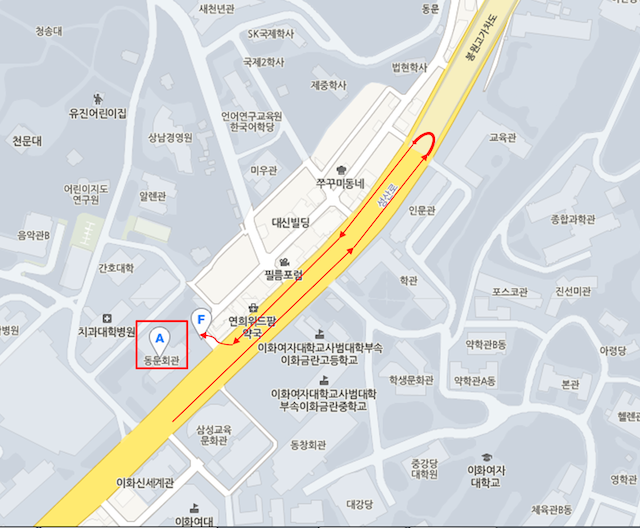 새천년관
동문
청송대
SK국제학사
국제2학사
봉원고가차도
법현학사
제중학사
유진어린이집
언어연구교육원
한국어학당
천문대
상남경영원
교육관
미우관
쭈꾸미동네
어린이지도
연구원
알렌관
성산로
인문관
대신빌딩
종합과학관
음악관B
간호대학
필름포럼
학관
포스코관
진선미관
F
연희위드팜
약국
치과대학병원
병원
A
동문회관
이화여자대학교사범대학부속
이화금란고등학교
약학관B동
아령당
학생문화관
약학관A동
본관
이화여자대학교사범대학
부속이화금란중학교
헬렌관
삼성교육
문화관
동창회관
중강당
대학원
이화여자
대학교
영학관
이화신세계관
대강당
체육관B동
이화여대